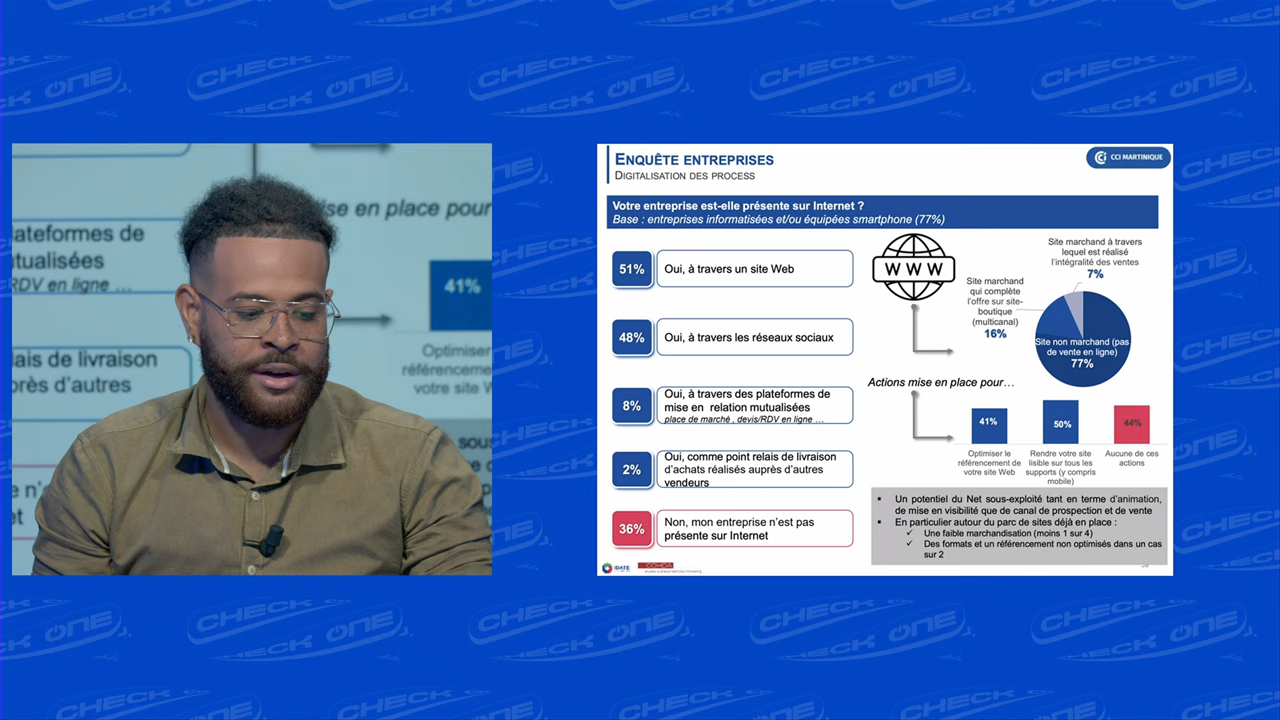 CHECK ONE
ise en place pour
lateformes de
utualisées
RDV en ligne ...
41%
Optimiser
référencement
votre site W
lais de livraison
près d'autres
ENQUÊTE ENTREPRISES
DIGITALISATION DES PROCESS
CCI MARTINIQUE
Votre entreprise est-elle présente sur Internet ?
Base : entreprises informatisées et/ou équipées smartphone (77%)
51%
Oui, à travers un site Web
48%
Oui, à travers les réseaux sociaux
8%
Oui, à travers des plateformes de
mise en relation mutualisées
place de marché , devis/RDV en ligne ...
2%
Oui, comme point relais de livraison
d'achats réalisés auprès d'autres
vendeurs
36%
Non, mon entreprise n'est pas
présente sur Internet
WWW
Site marchand à travers
lequel est réalisé
l'intégralité des ventes
7%
Site marchand
qui complète
l'offre sur site-
boutique
(multicanal)
16%
Site non marchand (pas
de vente en ligne)
77%
Actions mise en place pour…
41%
50%
44%
Optimiser le
référencement de
votre site Web
Rendre votre site
lisible sur tous les
supports (y compris
mobile)
Aucune de ces
actions
▪ Un potentiel du Net sous-exploité tant en terme d'animation,
de mise en visibilité que de canal de prospection et de vente
▪ En particulier autour du parc de sites déjà en place :
✓ Une faible marchandisation (moins 1 sur 4)
✓ Des formats et un référencement non optimisés dans un cas
sur 2
IDATE